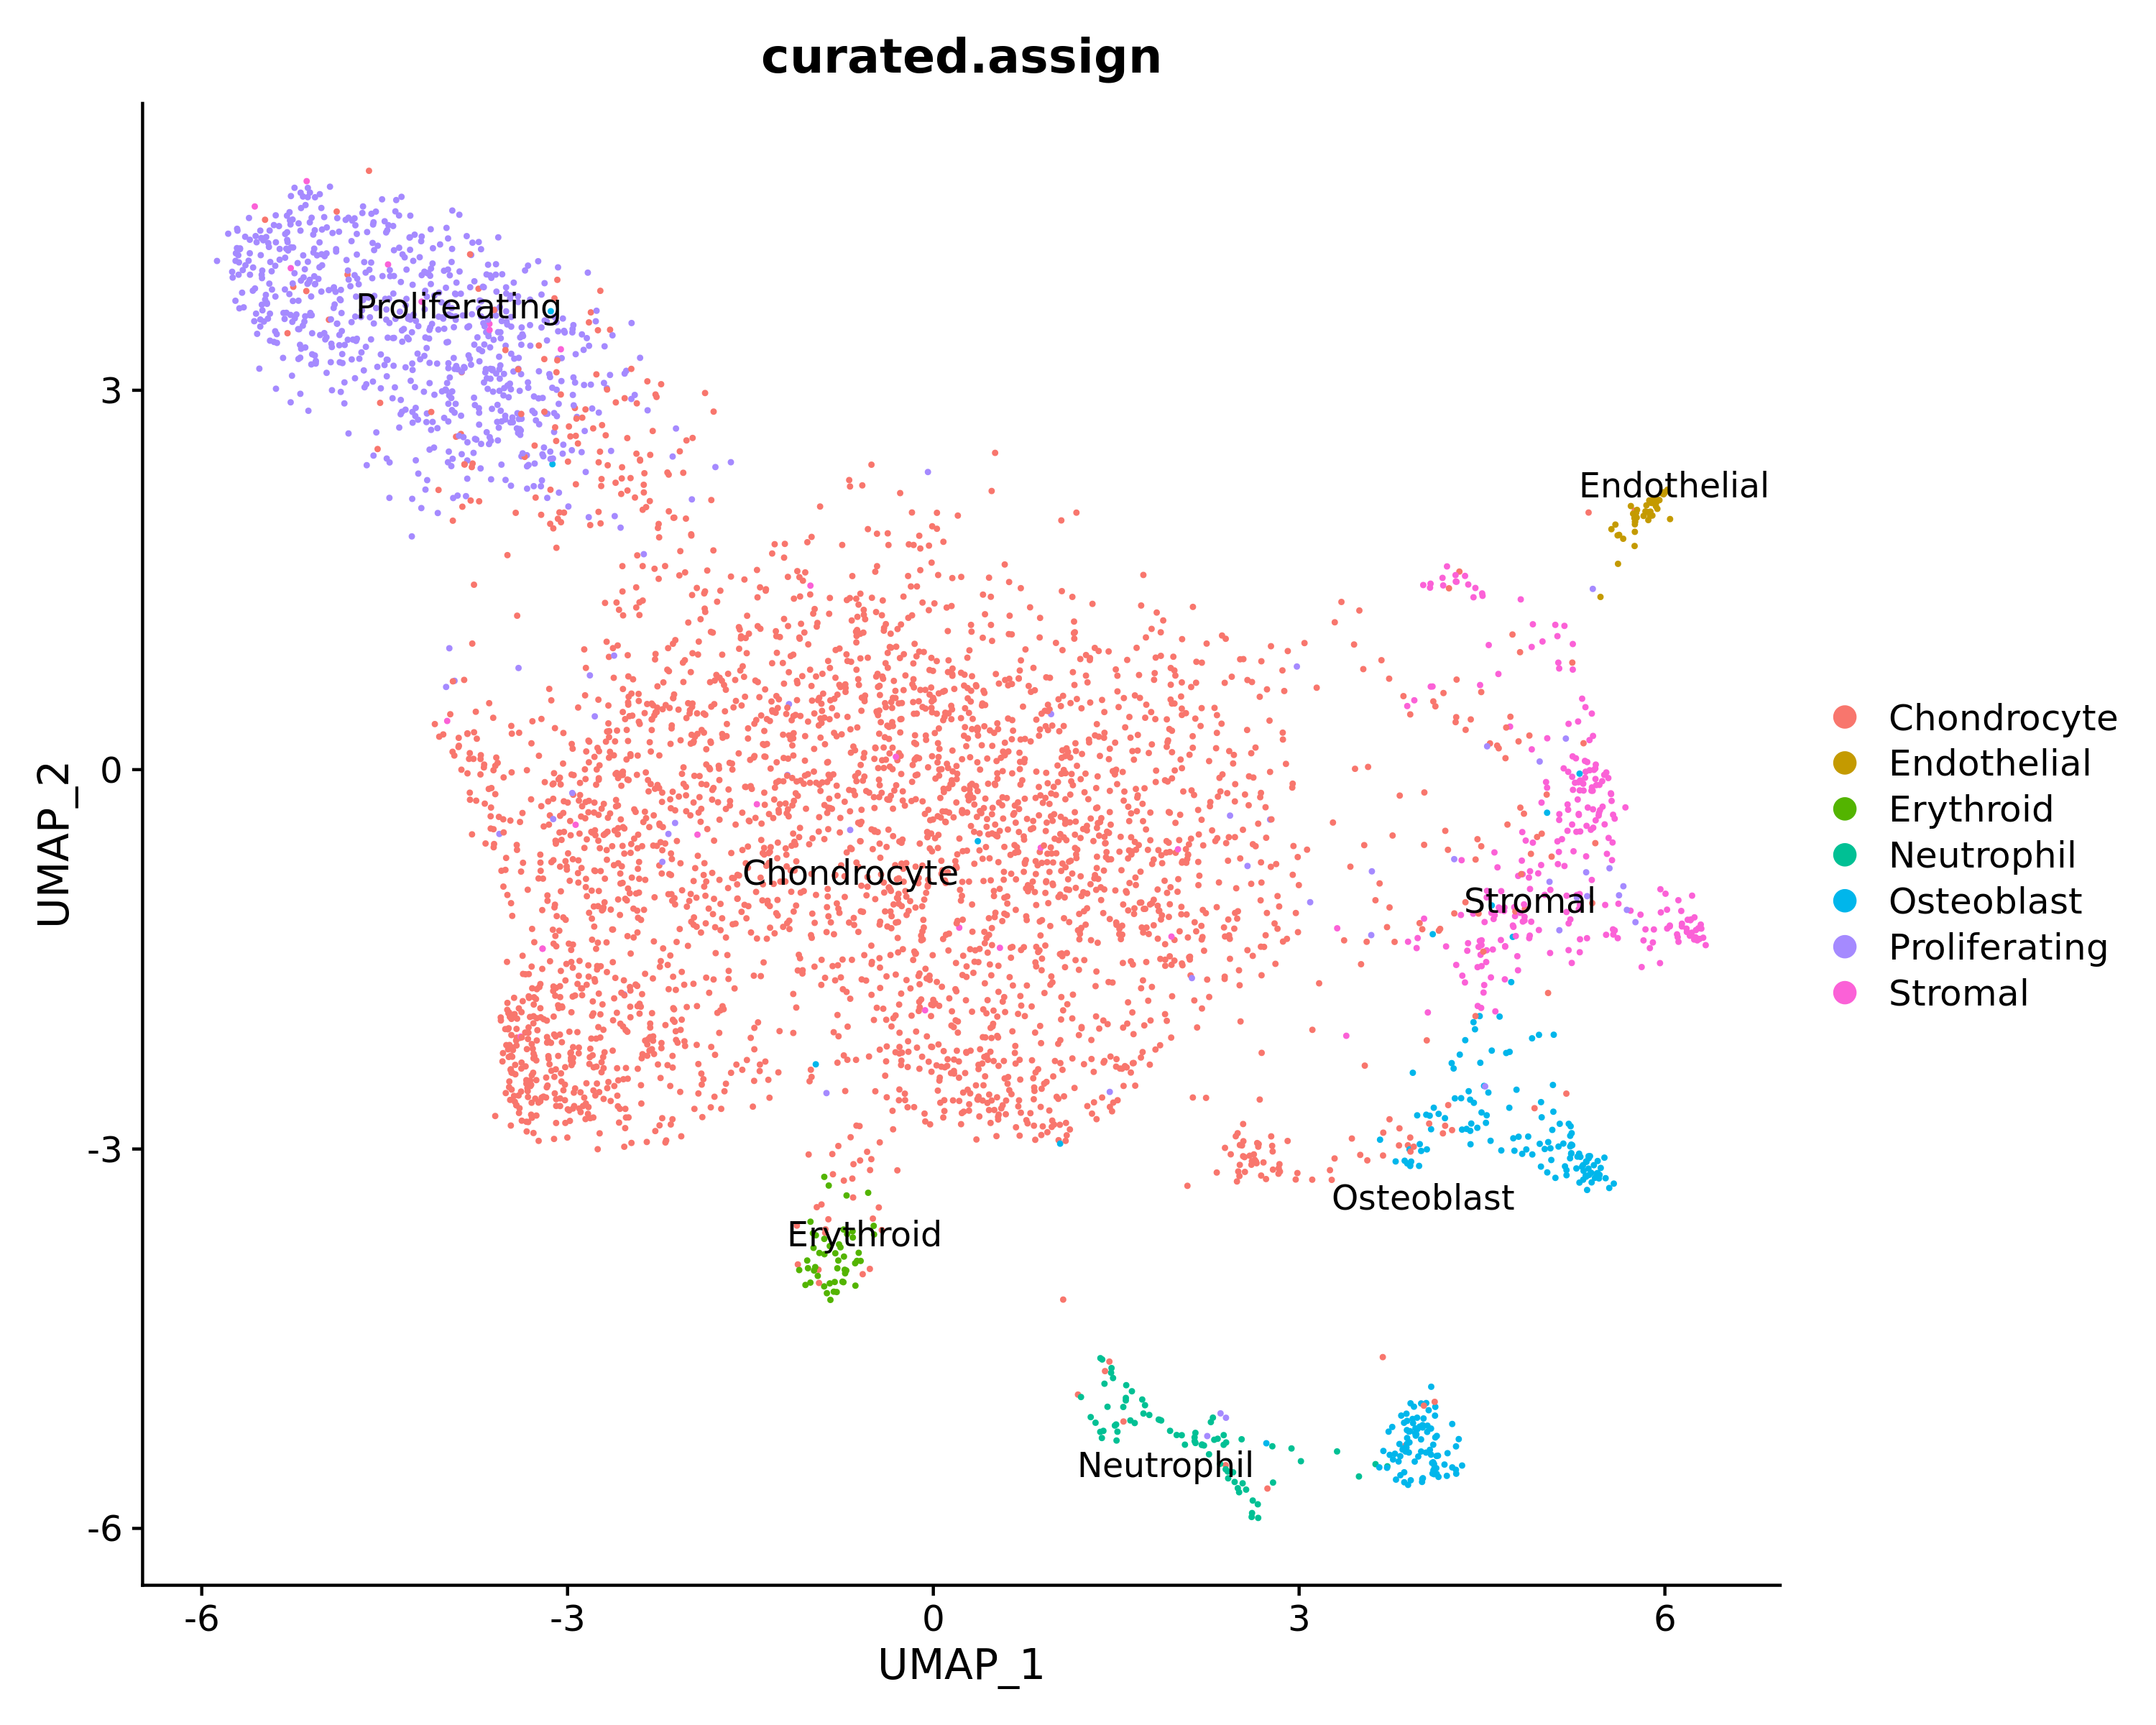 curated.assign
Proliferating
3
Endothelial
Chondrocyte
Endothelial
Erythroid
Neutrophil
Osteoblast
Proliferating
Stromal
0
UMAP_2
Chondrocyte
Stromal
-3
Osteoblast
Erythroid
Neutrophil
-6
-6 -3 0 3 6
UMAP_1